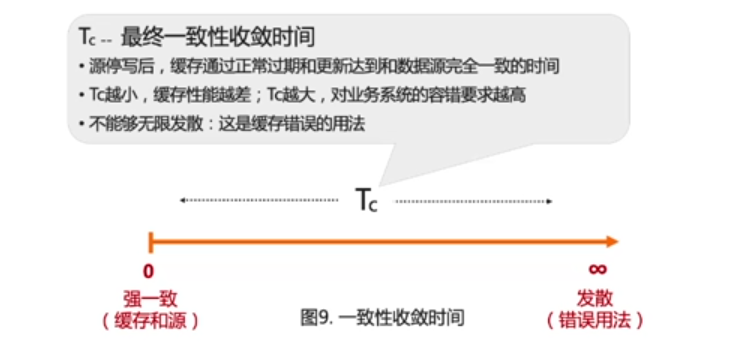 Tc -- 最终一致性收敛时间
• 源停写后，缓存通过正常过期和更新达到和数据源完全一致的时间
• Tc越小，缓存性能越差；Tc越大，对业务系统的容错要求越高
• 不能够无限发散：这是缓存错误的用法
Tc
0
∞
强一致
（缓存和源）
发散
（错误用法）
图9. 一致性收敛时间